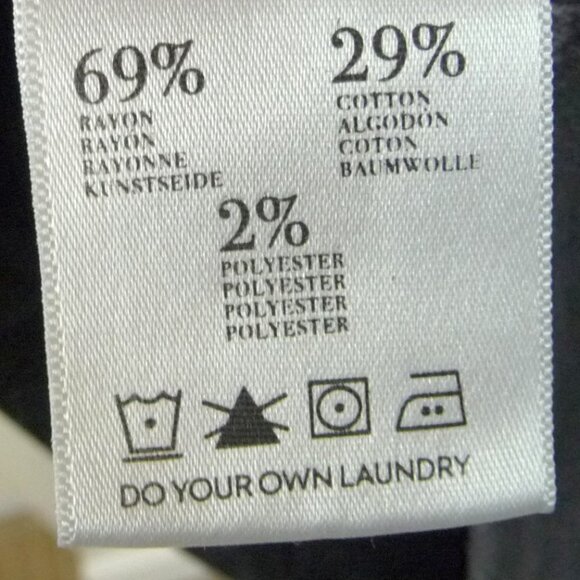 69%
RAYON
RAYON
RAYONNE
KUNSTSEIDE
29%
COTTON
ALGODÓN
COTON
BAUMWOLLE
2%
POLYESTER
POLYESTER
POLYESTER
POLYESTER
DO YOUR OWN LAUNDRY